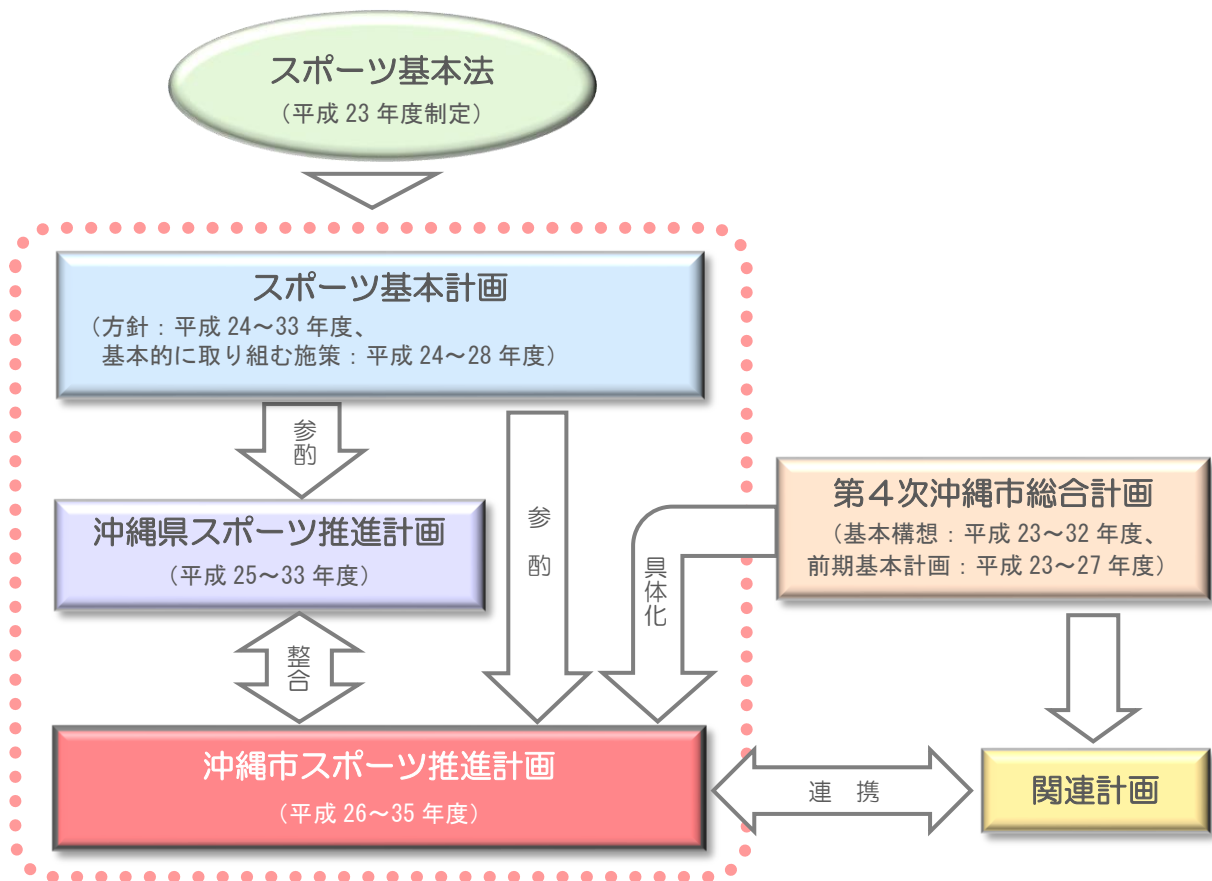 スポーツ基本法
（平成 23 年度制定）
スポーツ基本計画
（方針：平成 24～33 年度、
基本的に取り組む施策：平成 24～28 年度）
参酌
参酌
沖縄県スポーツ推進計画
（平成 25～33 年度）
第４次沖縄市総合計画
（基本構想：平成 23～32 年度、
前期基本計画：平成 23～27 年度）
具体化
整合
沖縄市スポーツ推進計画
（平成 26～35 年度）
連　携
関連計画